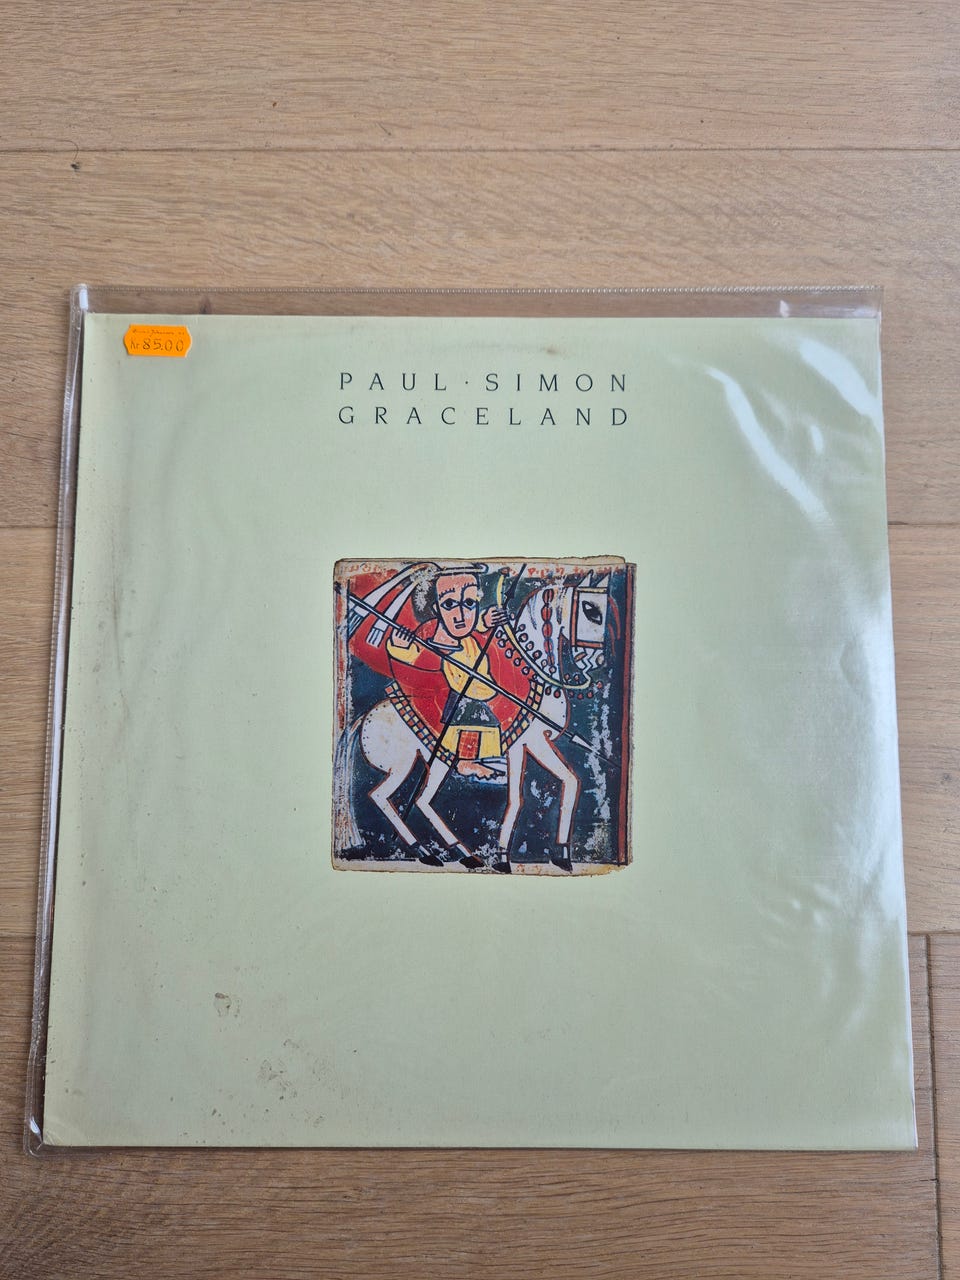 Kr 85.00
PAUL · SIMON
GRACELAND